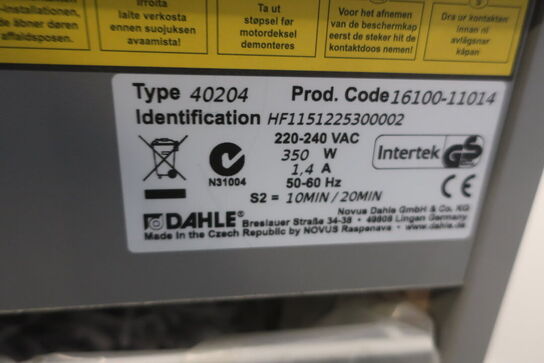 Irroita
laite verkosta
ennen suojuksen
avaamista!
-installationen,
de åbner døren
affaldsposen.
Ta ut
støpsel før
motordeksel
demonteres
Voor het afnemen
van de beschermkap
eerst de steker uit de
kontaktdoos nemen!
Dra ur kontakten
innan ni
avlägsnar
kåpan
Type 40204 Prod. Code 16100-11014
Identification HF1151225300002
220-240 VAC
350 W
1,4 A
50-60 Hz
S2 = 10MIN / 20MIN
N31004
Intertek
GS
CE
DAHLE®
Novus Dahle GmbH & Co. KG
Breslauer Straße 34-38 • 49808 Lingen Germany
Made in the Czech Republic by NOVUS Raspenava • www.dahle.de